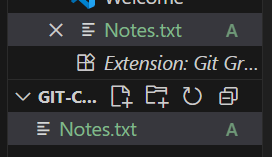 Welcome
Notes.txt A
Extension: Git Gr...
GIT-C...
Notes.txt A